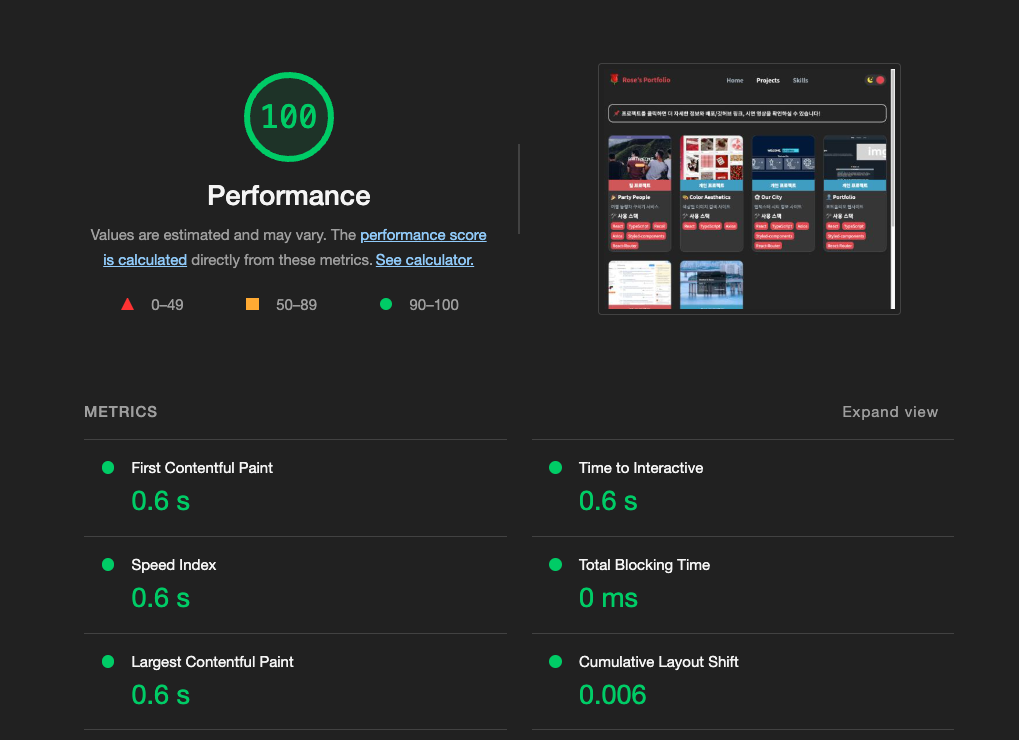 100
Performance
Values are estimated and may vary. The performance score
is calculated directly from these metrics. See calculator.
0–49
50–89
90–100
Rose's Portfolio
Home
Projects
Skills
프로젝트를 클릭하면 더 자세한 정보와 배포/깃허브 링크, 시연 영상을 확인하실 수 있습니다!
팀 프로젝트
개인 프로젝트
개인 프로젝트
개인 프로젝트
Party People
Color Aesthetics
Our City
Portfolio
사용 스택
사용 스택
사용 스택
사용 스택
React
TypeScript
React
TypeScript
React
TypeScript
React
TypeScript
Styled-components
Styled-components
Styled-components
React-Router
React-Router
React-Router
METRICS
Expand view
First Contentful Paint
0.6 s
Time to Interactive
0.6 s
Speed Index
0.6 s
Total Blocking Time
0 ms
Largest Contentful Paint
0.6 s
Cumulative Layout Shift
0.006